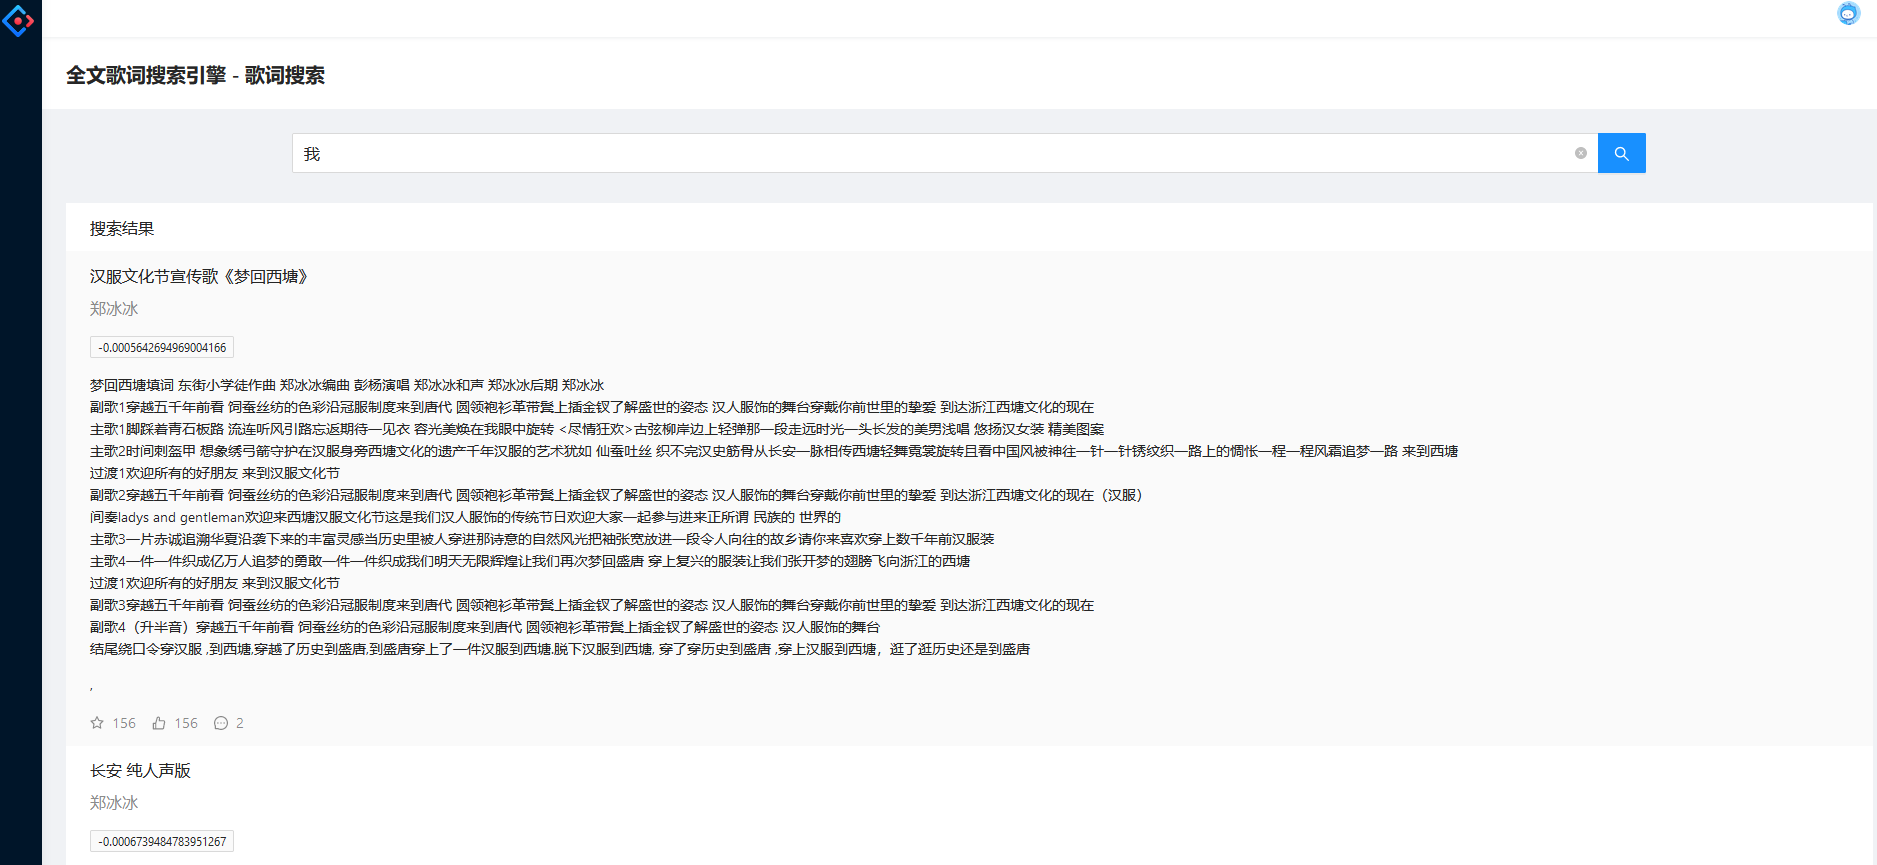 全文歌词搜索引擎 - 歌词搜索
我
搜索结果
汉服文化节宣传歌《梦回西塘》
郑冰冰
-0.0005642694969004166
梦回西塘填词 东街小学徒作曲 郑冰冰编曲 彭杨演唱 郑冰冰和声 郑冰冰后期 郑冰冰
副歌1穿越五千年前看 饲蚕丝纺的色彩沿冠服制度来到唐代 圆领袍衫革带鬓上插金钗了解盛世的姿态 汉人服饰的舞台穿戴你前世里的挚爱 到达浙江西塘文化的现在
主歌1脚踩着青石板路 流连听风引路忘返期待一见衣 容光美焕在我眼中旋转 <尽情狂欢>古弦柳岸边上轻弹那一段走远时光一头长发的美男浅唱 悠扬汉女装 精美图案
主歌2时间刺盔甲 想象绣弓箭守护在汉服身旁西塘文化的遗产千年汉服的艺术犹如 仙蚕吐丝 织不完汉史筋骨从长安一脉相传西塘轻舞霓裳旋转且看中国风被神往一针一针锈纹织一路上的惆怅一程一程风霜追梦一路 来到西塘
过渡1欢迎所有的好朋友 来到汉服文化节
副歌2穿越五千年前看 饲蚕丝纺的色彩沿冠服制度来到唐代 圆领袍衫革带鬓上插金钗了解盛世的姿态 汉人服饰的舞台穿戴你前世里的挚爱 到达浙江西塘文化的现在（汉服）
间奏ladys and gentleman欢迎来西塘汉服文化节这是我们汉人服饰的传统节日欢迎大家一起参与进来正所谓 民族的 世界的
主歌3一片赤诚追溯华夏沿袭下来的丰富灵感当历史里被人穿进那诗意的自然风光把袖张宽放进一段令人向往的故乡请你来喜欢穿上数千年前汉服装
主歌4一件一件织成亿万人追梦的勇敢一件一件织成我们明天无限辉煌让我们再次梦回盛唐 穿上复兴的服装让我们张开梦的翅膀飞向浙江的西塘
过渡1欢迎所有的好朋友 来到汉服文化节
副歌3穿越五千年前看 饲蚕丝纺的色彩沿冠服制度来到唐代 圆领袍衫革带鬓上插金钗了解盛世的姿态 汉人服饰的舞台穿戴你前世里的挚爱 到达浙江西塘文化的现在
副歌4（升半音）穿越五千年前看 饲蚕丝纺的色彩沿冠服制度来到唐代 圆领袍衫革带鬓上插金钗了解盛世的姿态 汉人服饰的舞台
结尾绕口令穿汉服 ,到西塘,穿越了历史到盛唐,到盛唐穿上了一件汉服到西塘.脱下汉服到西塘, 穿了穿历史到盛唐 ,穿上汉服到西塘，逛了逛历史还是到盛唐
,
156 156 2
长安 纯人声版
郑冰冰
-0.0006739484783951267